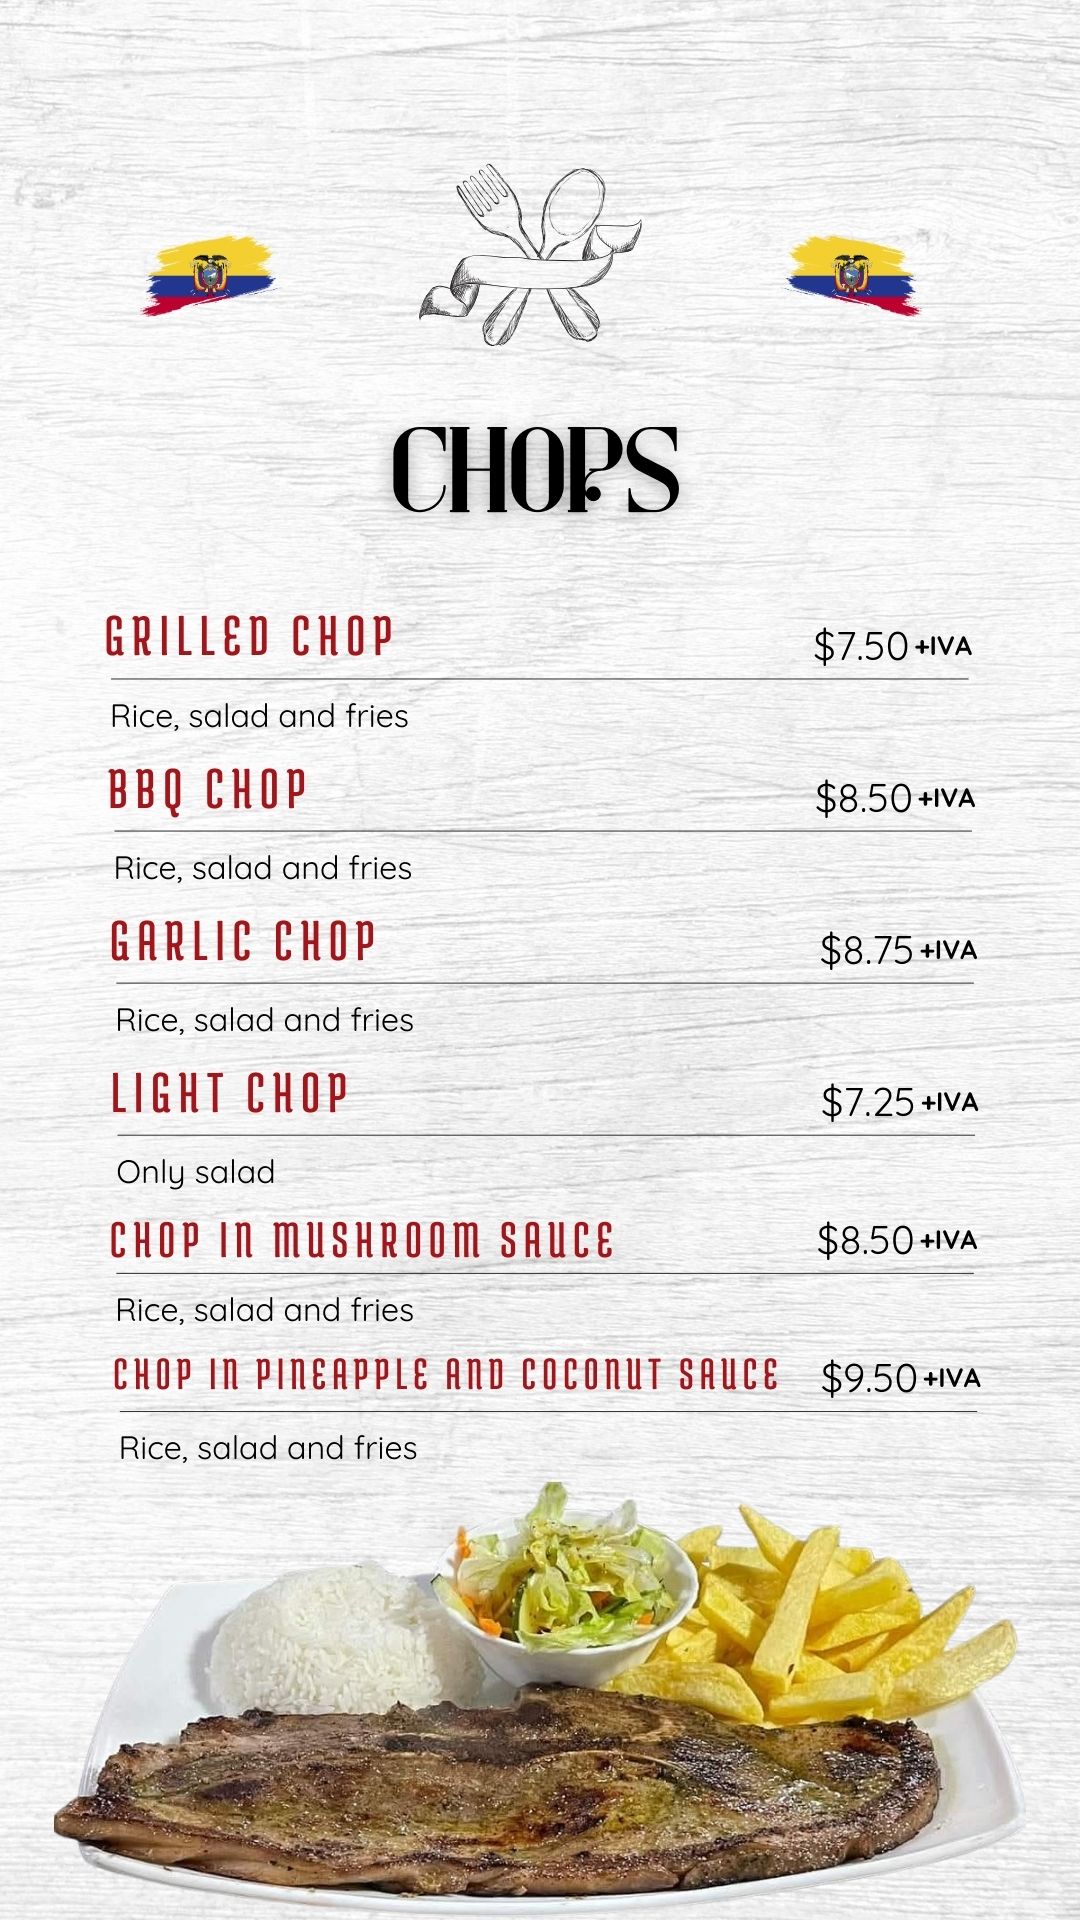 CHOPS
GRILLED CHOP $7.50 +IVA
Rice, salad and fries
BBQ CHOP $8.50 +IVA
Rice, salad and fries
GARLIC CHOP $8.75 +IVA
Rice, salad and fries
LIGHT CHOP $7.25 +IVA
Only salad
CHOP IN MUSHROOM SAUCE $8.50 +IVA
Rice, salad and fries
CHOP IN PINEAPPLE AND COCONUT SAUCE $9.50 +IVA
Rice, salad and fries